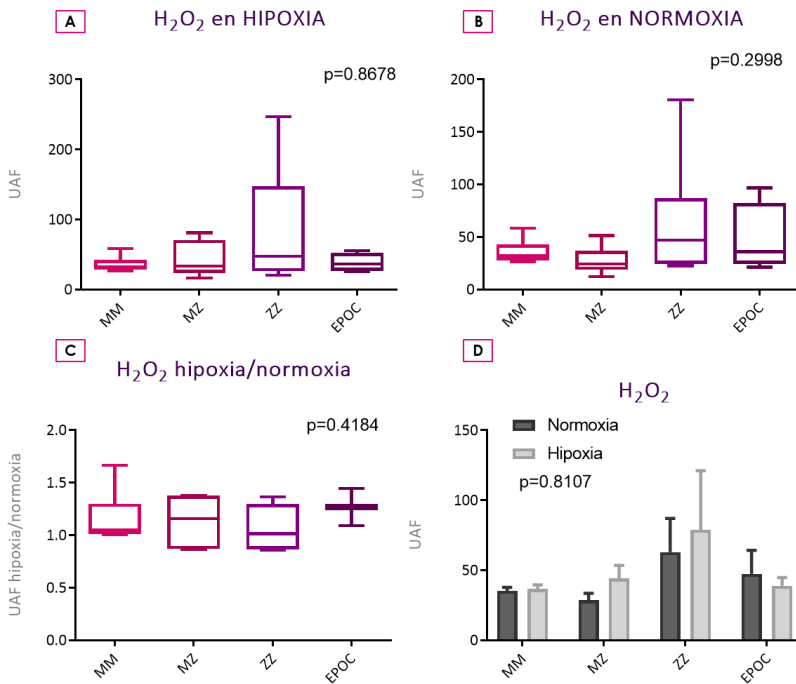 A
H₂O₂ en HIPOXIA
p=0.8678
UAF
300
200
100
0
MM
MZ
ZZ
EPOC
B
H₂O₂ en NORMOXIA
p=0.2998
UAF
200
150
100
50
0
MM
MZ
ZZ
EPOC
C
H₂O₂ hipoxia/normoxia
p=0.4184
UAF hipoxia/normoxia
2.0
1.5
1.0
0.5
0.0
MM
MZ
ZZ
EPOC
D
H₂O₂
Normoxia
Hipoxia
p=0.8107
UAF
150
100
50
0
MM
MZ
ZZ
EPOC